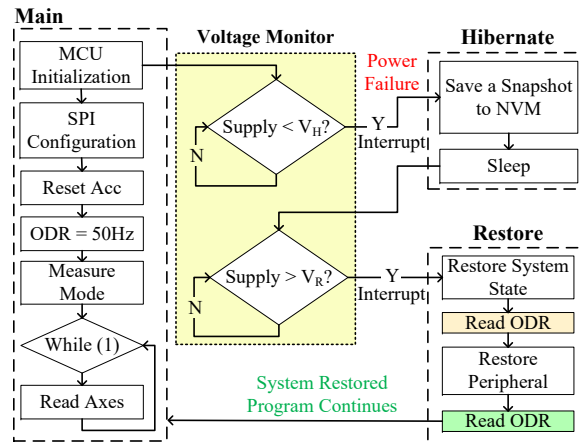 Main
MCU
Initialization
SPI
Configuration
Reset Acc
ODR = 50Hz
Measure
Mode
While (1)
Read Axes
Voltage Monitor
Supply < V_H?
N
Y
Interrupt
Power
Failure
Supply > V_R?
N
Y
Interrupt
Hibernate
Save a Snapshot
to NVM
Sleep
Restore
Restore System
State
Read ODR
Restore
Peripheral
Read ODR
System Restored
Program Continues